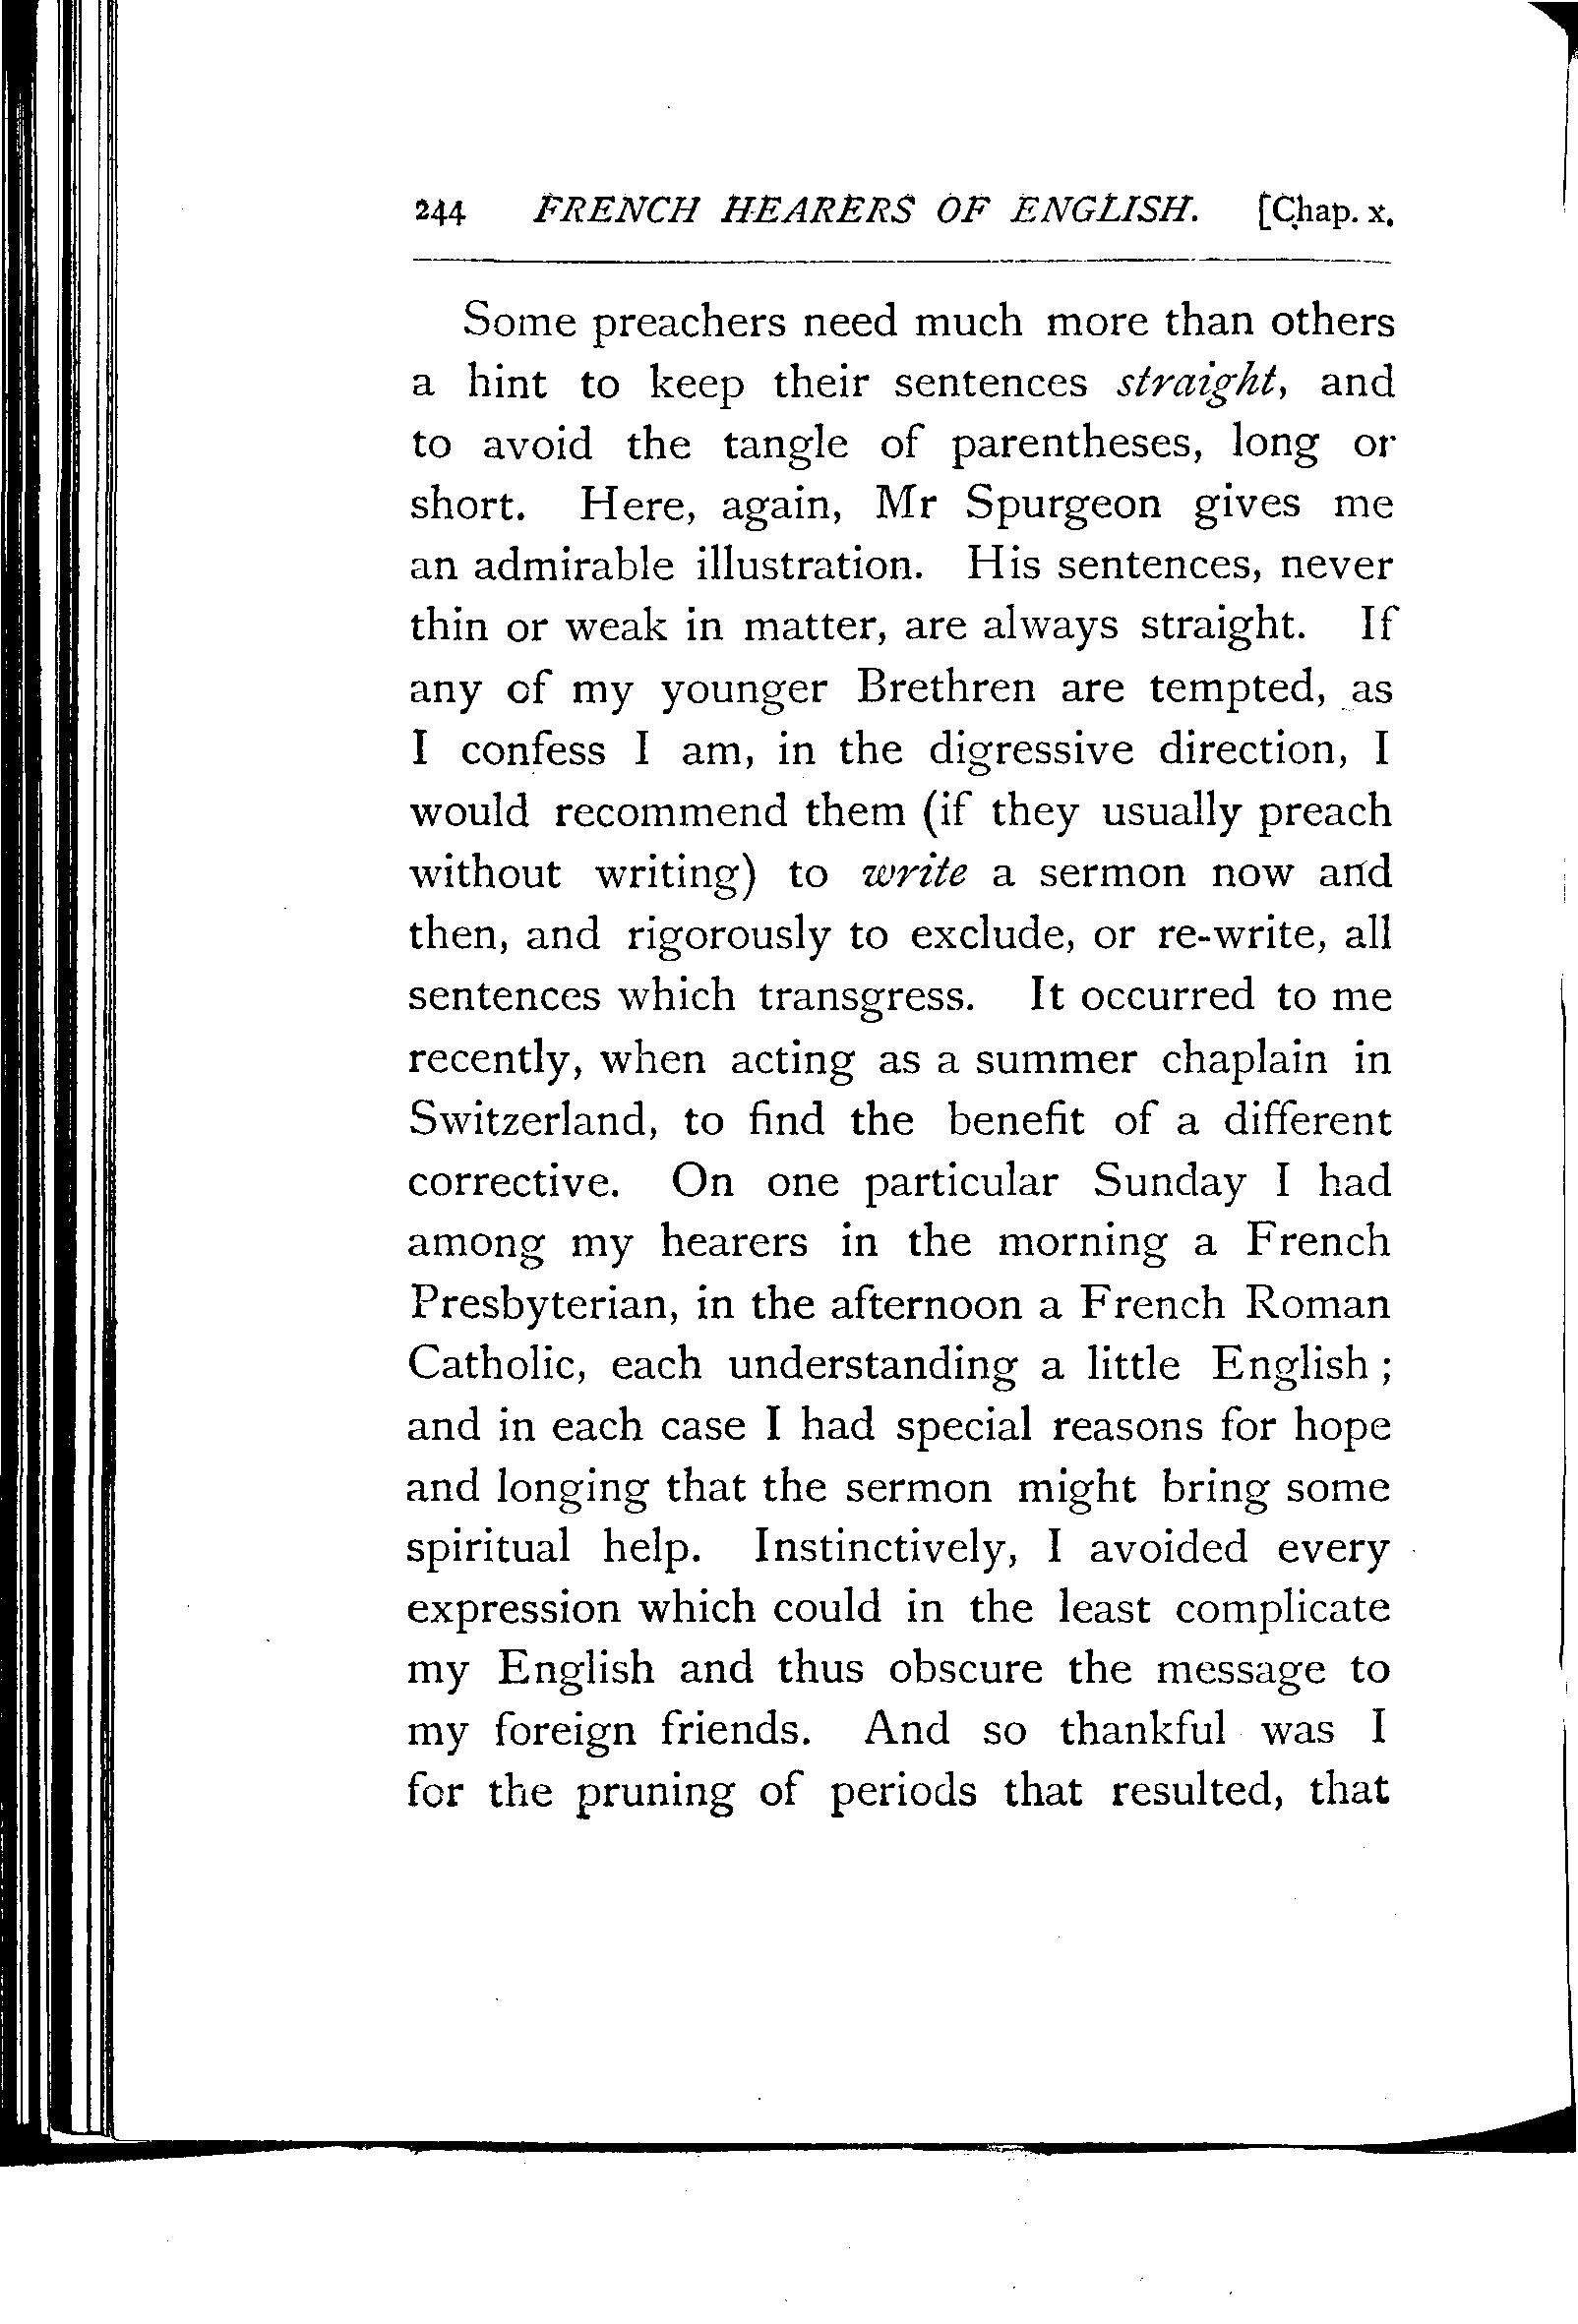 244 FRENCH HEARERS OF ENGLISH. [Chap. x.
Some preachers need much more than others
a hint to keep their sentences straight, and
to avoid the tangle of parentheses, long or
short. Here, again, Mr Spurgeon gives me
an admirable illustration. His sentences, never
thin or weak in matter, are always straight. If
any of my younger Brethren are tempted, as
I confess I am, in the digressive direction, I
would recommend them (if they usually preach
without writing) to write a sermon now and
then, and rigorously to exclude, or re-write, all
sentences which transgress. It occurred to me
recently, when acting as a summer chaplain in
Switzerland, to find the benefit of a different
corrective. On one particular Sunday I had
among my hearers in the morning a French
Presbyterian, in the afternoon a French Roman
Catholic, each understanding a little English ;
and in each case I had special reasons for hope
and longing that the sermon might bring some
spiritual help. Instinctively, I avoided every
expression which could in the least complicate
my English and thus obscure the message to
my foreign friends. And so thankful was I
for the pruning of periods that resulted, that